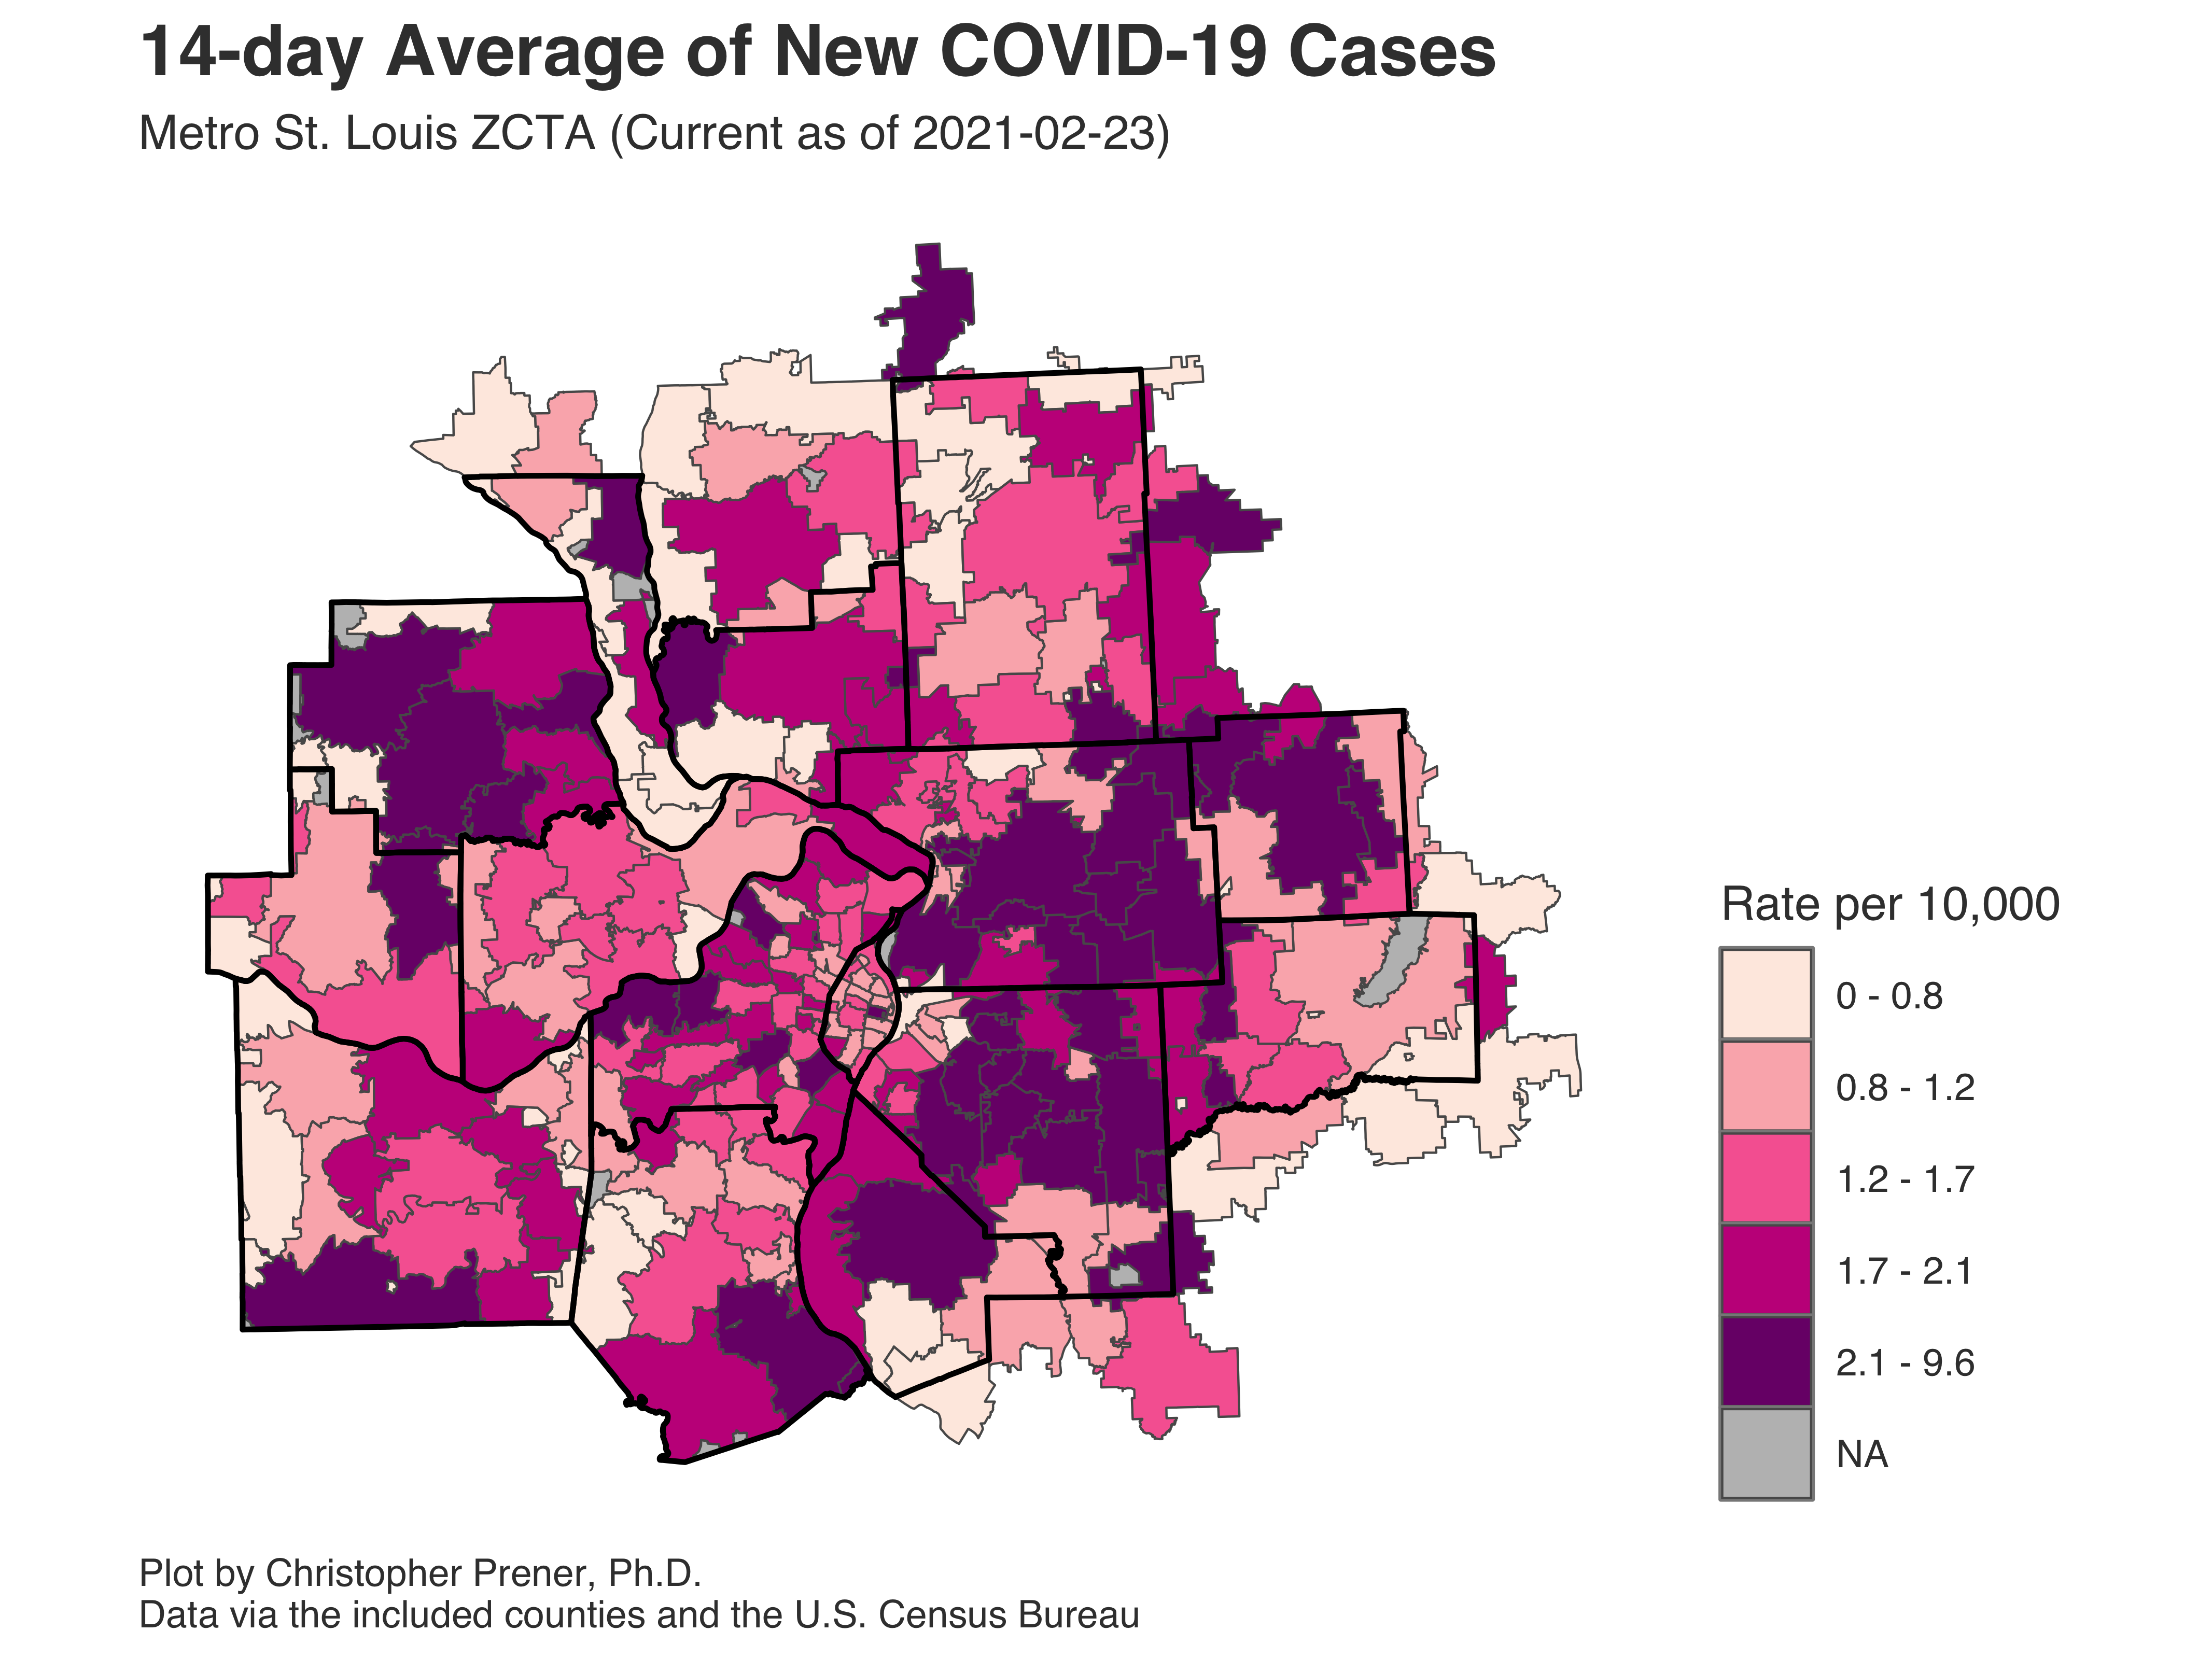 14-day Average of New COVID-19 Cases
Metro St. Louis ZCTA (Current as of 2021-02-23)
Rate per 10,000
0 - 0.8
0.8 - 1.2
1.2 - 1.7
1.7 - 2.1
2.1 - 9.6
NA
Plot by Christopher Prener, Ph.D.
Data via the included counties and the U.S. Census Bureau